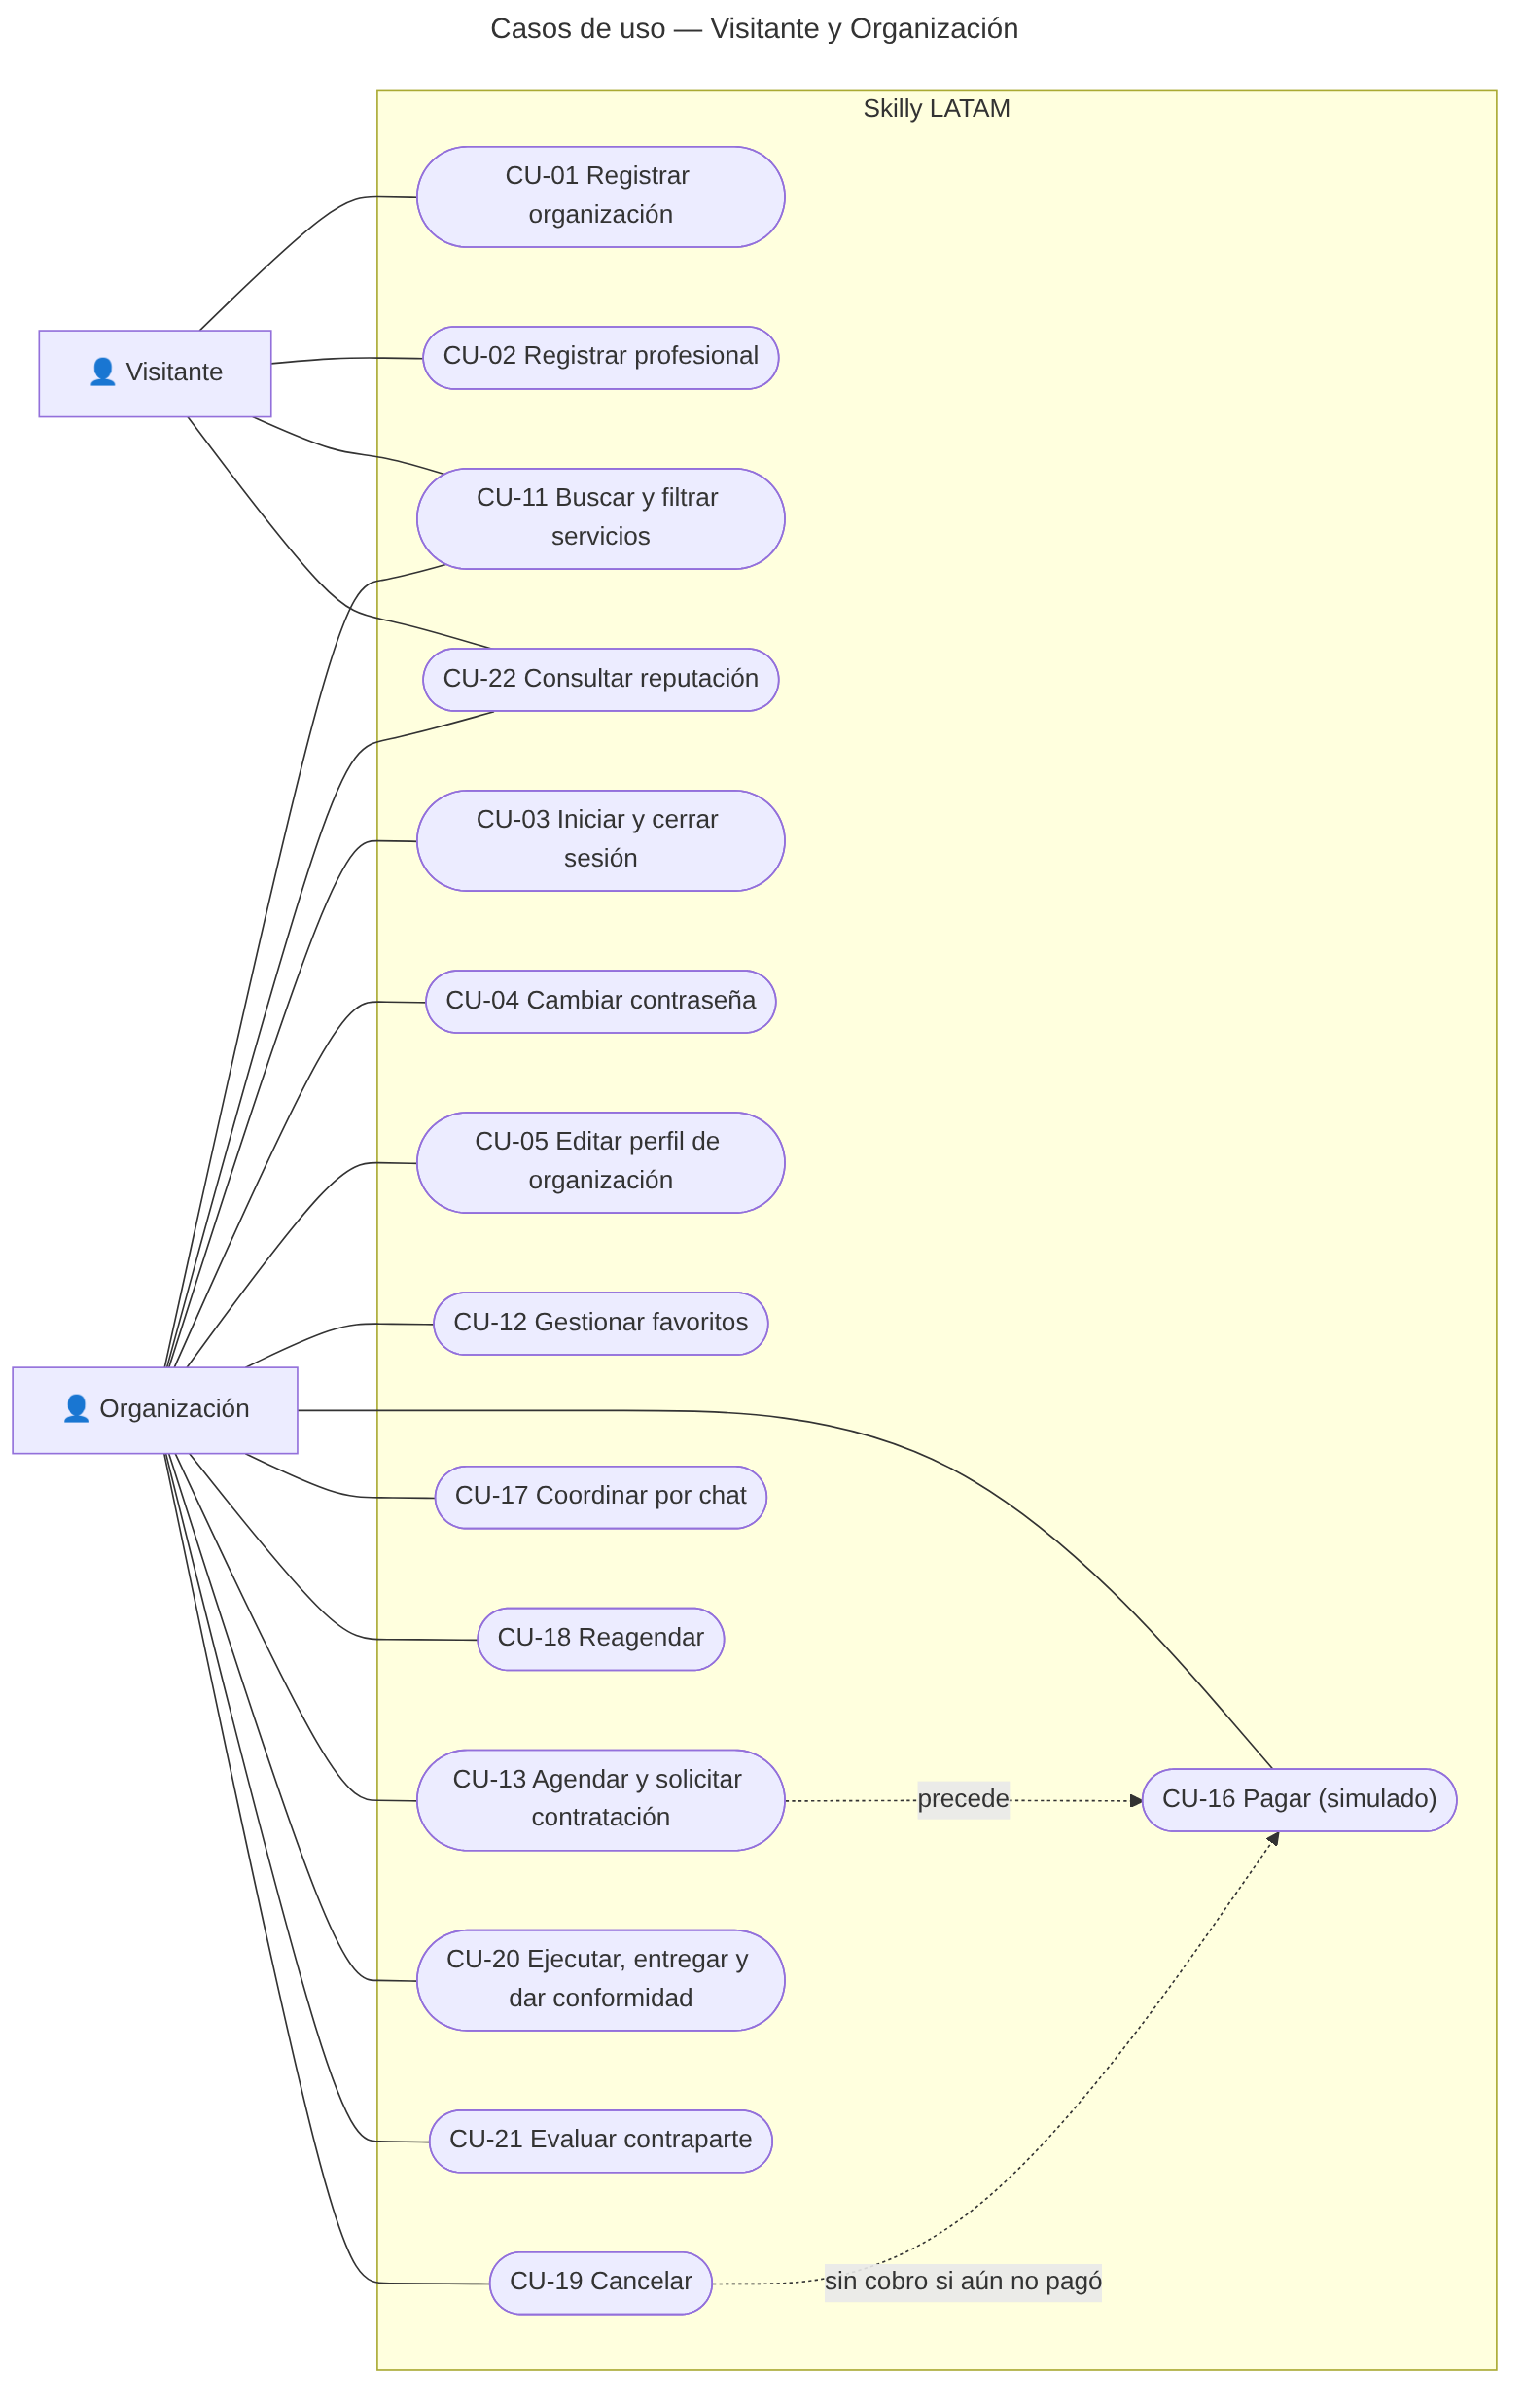 Casos de uso — Visitante y Organización
Skilly LATAM
CU-01 Registrar
organización
👤 Visitante
CU-02 Registrar profesional
CU-11 Buscar y filtrar
servicios
CU-22 Consultar reputación
CU-03 Iniciar y cerrar
sesión
CU-04 Cambiar contraseña
CU-05 Editar perfil de
organización
CU-12 Gestionar favoritos
👤 Organización
CU-17 Coordinar por chat
CU-18 Reagendar
CU-13 Agendar y solicitar
contratación
precede
CU-16 Pagar (simulado)
CU-20 Ejecutar, entregar y
dar conformidad
CU-21 Evaluar contraparte
CU-19 Cancelar
sin cobro si aún no pagó